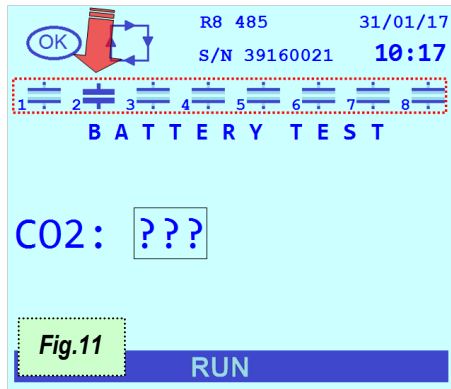 OK R8 485 31/01/17
S/N 39160021 10:17
1 2 3 4 5 6 7 8
BATTERY TEST
CO2: ???
Fig.11
RUN